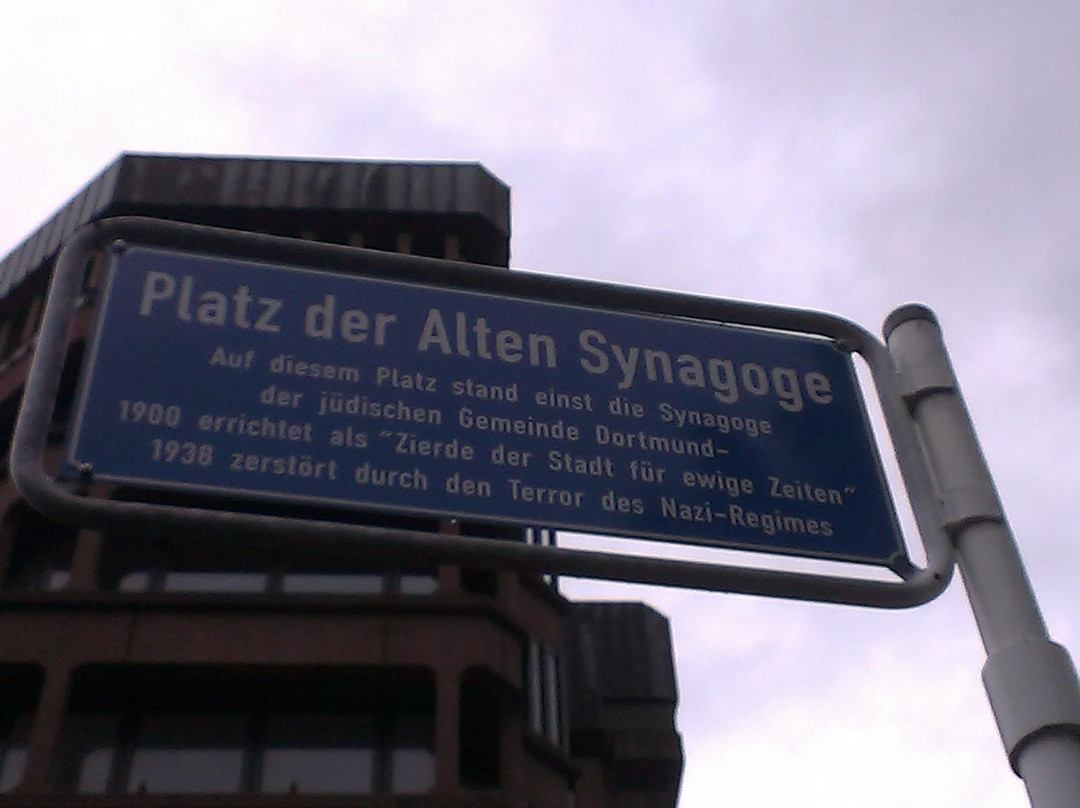 Platz der Alten Synagoge
Auf diesem Platz stand einst die Synagoge
der jüdischen Gemeinde Dortmund-
1900 errichtet als "Zierde der Stadt für ewige Zeiten"
1938 zerstört durch den Terror des Nazi-Regimes